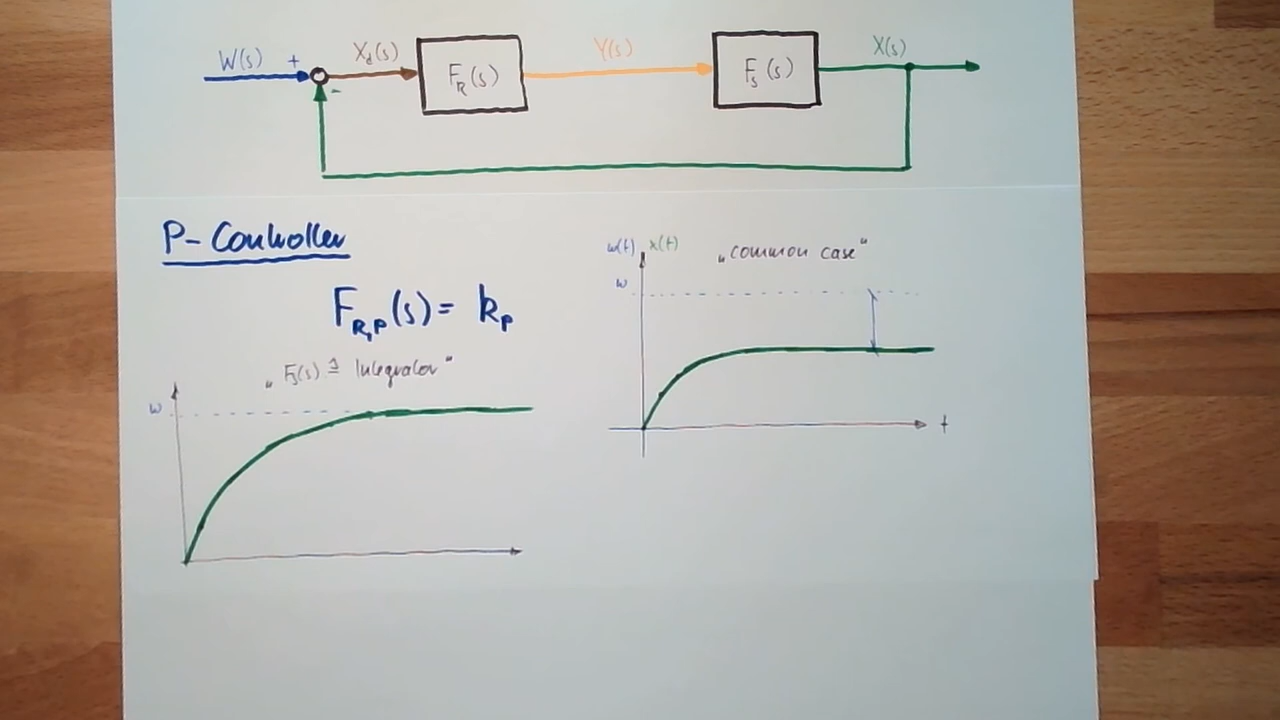 W(s) + X_d(s) F_R(s) Y(s) F_S(s) X(s)
-
P-Controller
F_R,P(s) = k_P
"F_S(s) ≙ Integrator"
w
w(t) x(t) "common case"
w
t